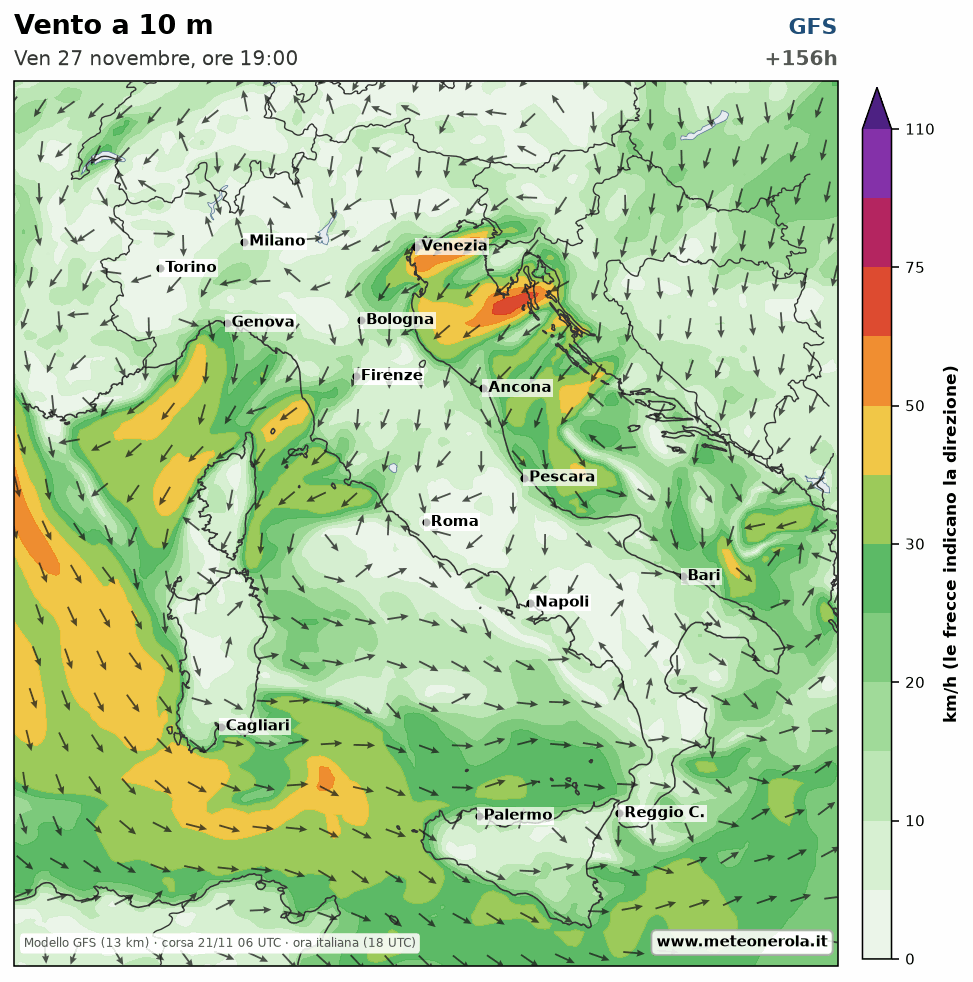 Vento a 10 m
GFS
Ven 27 novembre, ore 19:00
+156h
110
75
50
30
20
10
0
km/h (le frecce indicano la direzione)
Venezia
Milano
Torino
Genova
Bologna
Firenze
Ancona
Pescara
Roma
Bari
Napoli
Cagliari
Palermo
Reggio C.
Modello GFS (13 km) · corsa 21/11 06 UTC · ora italiana (18 UTC)
www.meteonerola.it